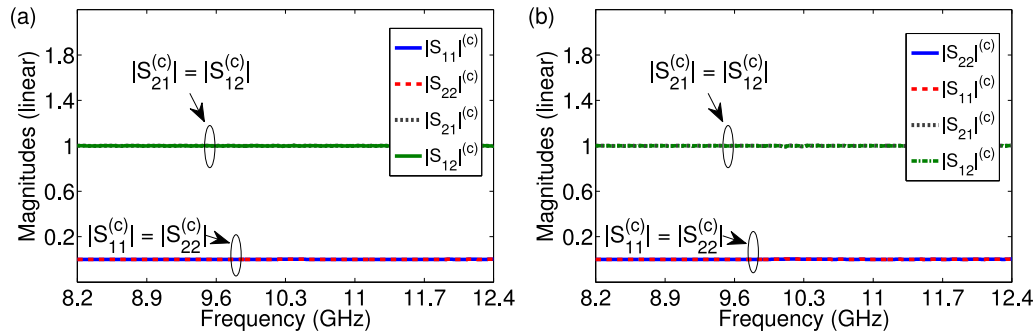 (a)
Magnitudes (linear)
1.8
1.4
1
0.6
0.2
|S21^(c)| = |S12^(c)|
|S11^(c)| = |S22^(c)|
|S11|^(c)
|S22|^(c)
|S21|^(c)
|S12|^(c)
8.2 8.9 9.6 10.3 11 11.7 12.4
Frequency (GHz)
(b)
Magnitudes (linear)
1.8
1.4
1
0.6
0.2
|S21^(c)| = |S12^(c)|
|S11^(c)| = |S22^(c)|
|S22|^(c)
|S11|^(c)
|S21|^(c)
|S12|^(c)
8.2 8.9 9.6 10.3 11 11.7 12.4
Frequency (GHz)